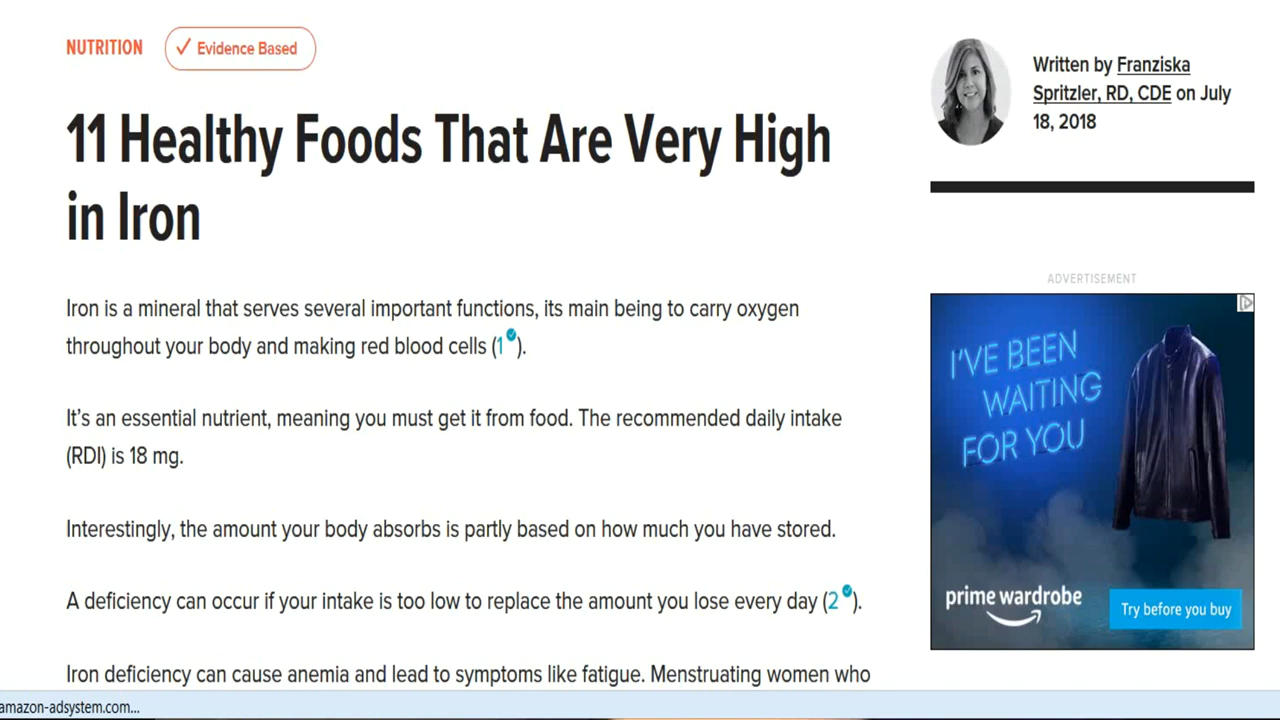 NUTRITION
Evidence Based
11 Healthy Foods That Are Very High
in Iron
Iron is a mineral that serves several important functions, its main being to carry oxygen
throughout your body and making red blood cells (1).
It’s an essential nutrient, meaning you must get it from food. The recommended daily intake
(RDI) is 18 mg.
Interestingly, the amount your body absorbs is partly based on how much you have stored.
A deficiency can occur if your intake is too low to replace the amount you lose every day (2).
Iron deficiency can cause anemia and lead to symptoms like fatigue. Menstruating women who
Written by Franziska
Spritzler, RD, CDE on July
18, 2018
ADVERTISEMENT
I’VE BEEN
WAITING
FOR YOU
prime wardrobe
Try before you buy
amazon-adsystem.com...